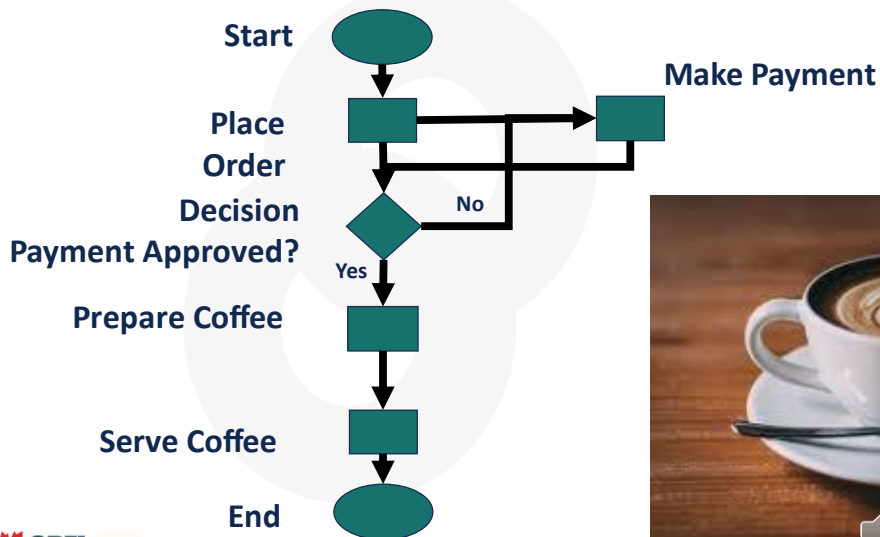 Start
Make Payment
Place
Order
Decision
Payment Approved?
No
Yes
Prepare Coffee
Serve Coffee
End